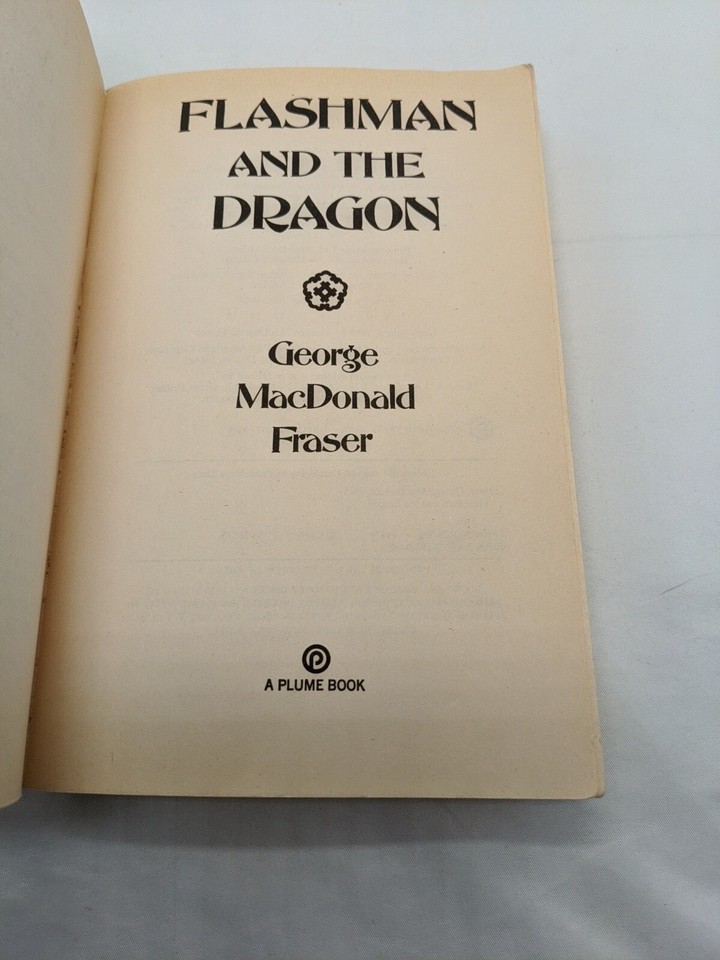 FLASHMAN
AND THE
DRAGON
George
MacDonald
Fraser
A PLUME BOOK